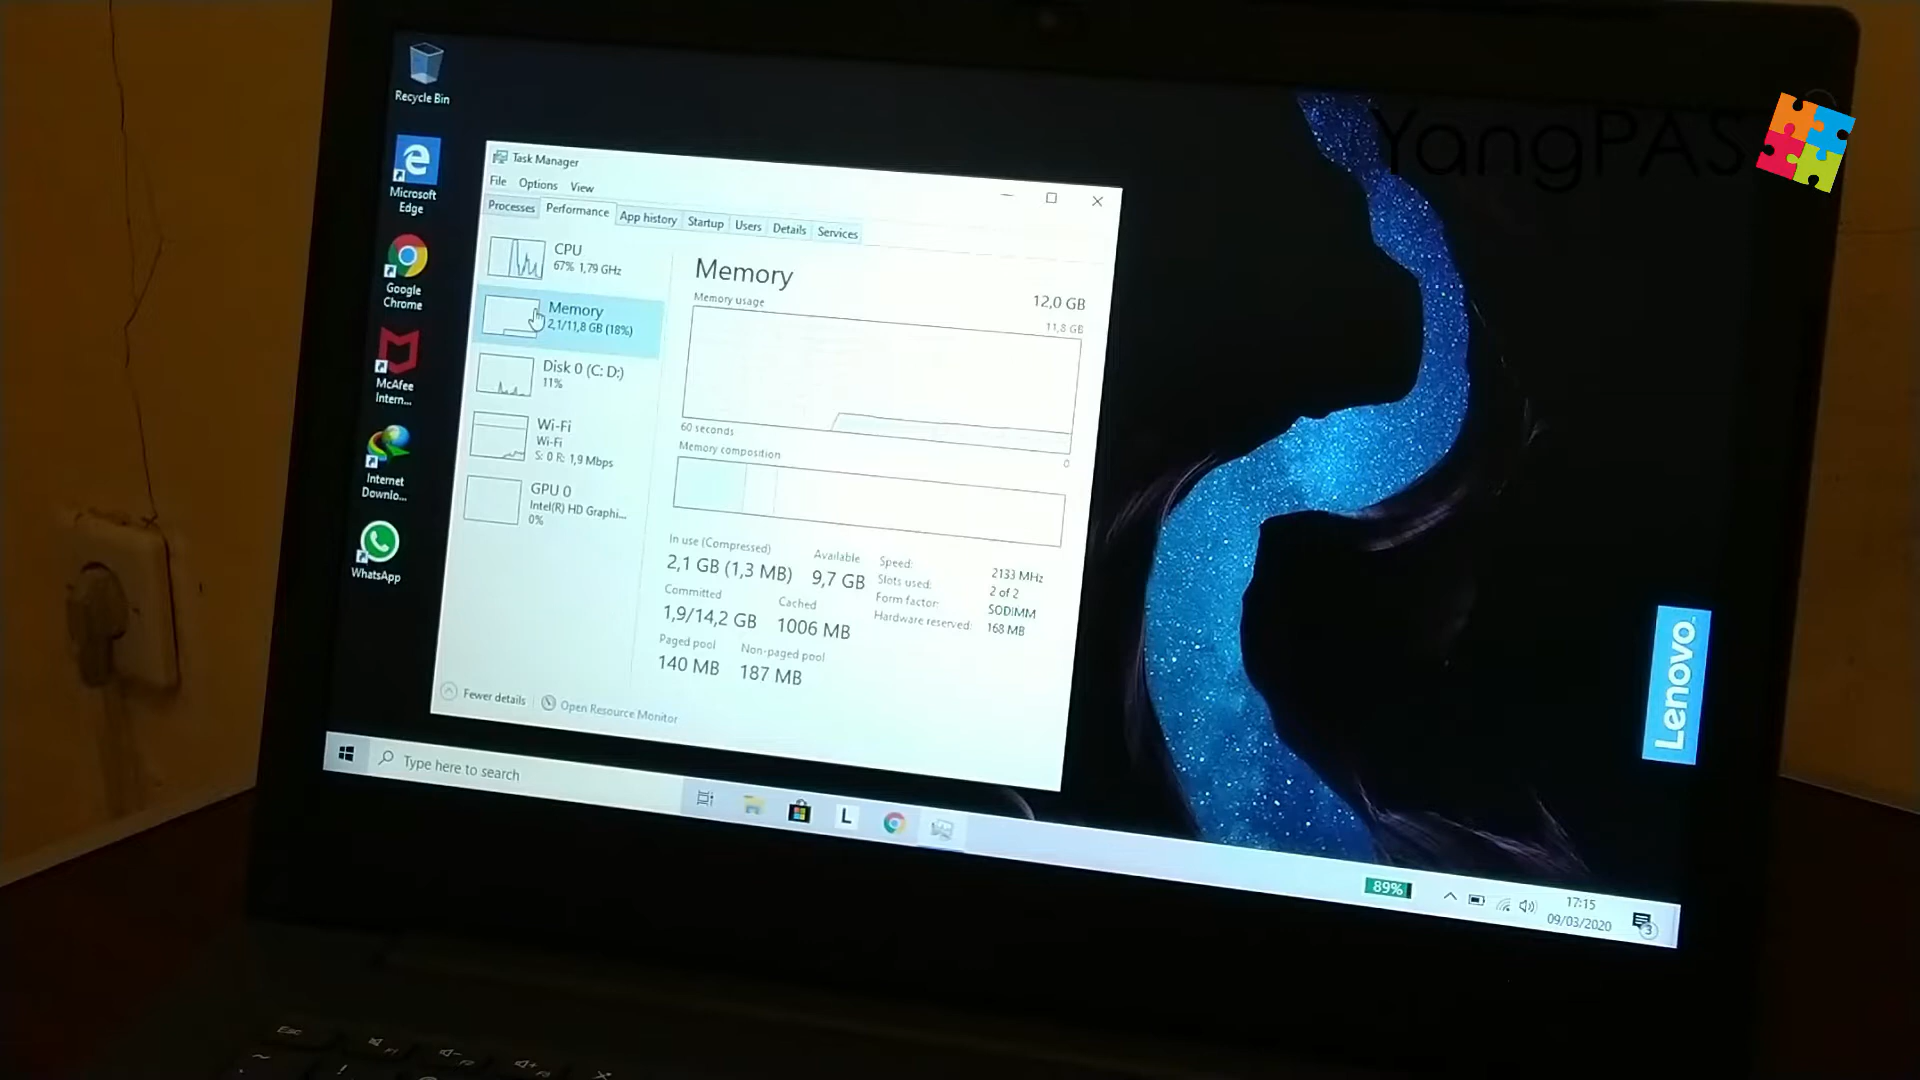 YangPAS
Recycle Bin
Microsoft
Edge
Google
Chrome
McAfee
Intern...
Internet
Downlo...
WhatsApp
Task Manager
File Options View
Processes Performance App history Startup Users Details Services
CPU
67% 1,79 GHz
Memory
2,1/11,8 GB (18%)
Disk 0 (C: D:)
11%
Wi-Fi
Wi-Fi
S: 0 R: 1,9 Mbps
GPU 0
Intel(R) HD Graphi...
0%
Memory 12,0 GB
Memory usage 11,8 GB
60 seconds 0
Memory composition
In use (Compressed) Available
2,1 GB (1,3 MB) 9,7 GB
Committed Cached
1,9/14,2 GB 1006 MB
Paged pool Non-paged pool
140 MB 187 MB
Speed: 2133 MHz
Slots used: 2 of 2
Form factor: SODIMM
Hardware reserved: 168 MB
Fewer details Open Resource Monitor
Lenovo
Type here to search
L
89%
17:15
09/03/2020
3
Esc
F1